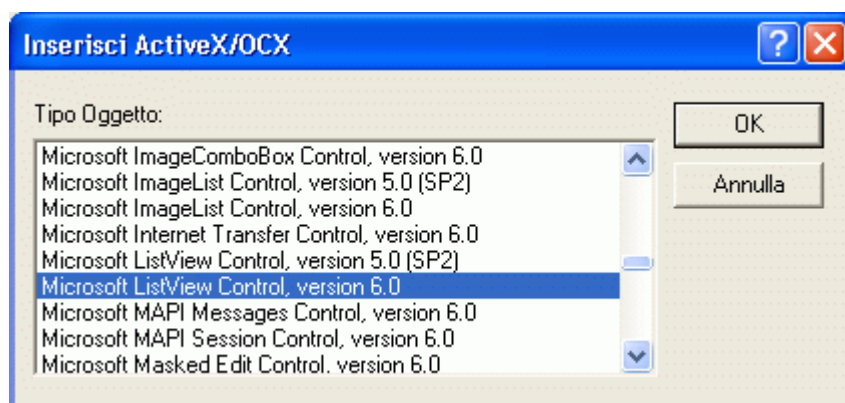 Inserisci ActiveX/OCX
Tipo Oggetto:
Microsoft ImageComboBox Control, version 6.0
Microsoft ImageList Control, version 5.0 (SP2)
Microsoft ImageList Control, version 6.0
Microsoft Internet Transfer Control, version 6.0
Microsoft ListView Control, version 5.0 (SP2)
Microsoft ListView Control, version 6.0
Microsoft MAPI Messages Control, version 6.0
Microsoft MAPI Session Control, version 6.0
Microsoft Masked Edit Control, version 6.0
OK
Annulla